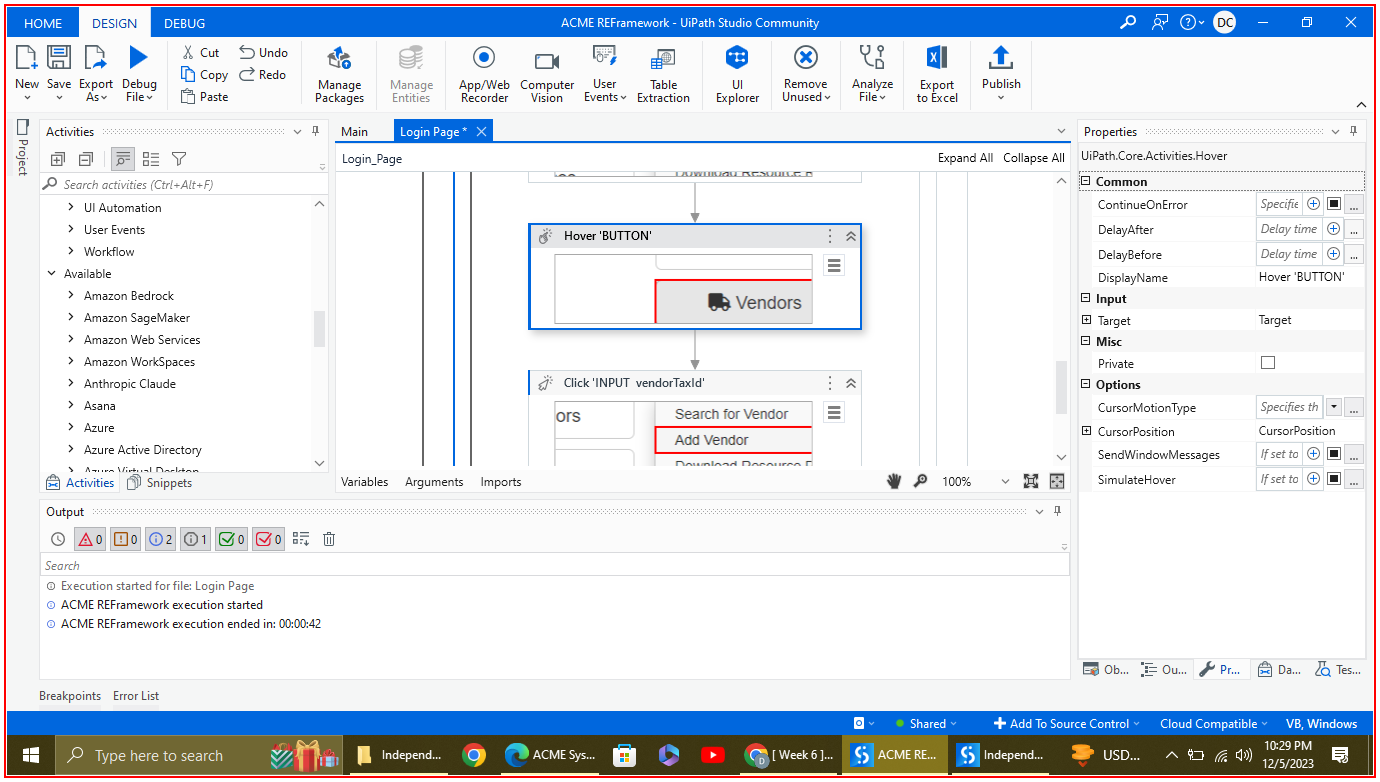 HOME DESIGN DEBUG ACME REFramework - UiPath Studio Community DC
New Save Export As Debug File Cut Copy Paste Undo Redo Manage Packages Manage Entities App/Web Recorder Computer Vision User Events Table Extraction UI Explorer Remove Unused Analyze File Export to Excel Publish
Project
Activities
Search activities (Ctrl+Alt+F)
UI Automation
User Events
Workflow
Available
Amazon Bedrock
Amazon SageMaker
Amazon Web Services
Amazon WorkSpaces
Anthropic Claude
Asana
Azure
Azure Active Directory
Azure Virtual Desktop
Activities Snippets
Main Login Page *
Login_Page Expand All Collapse All
Download Resource
Hover 'BUTTON'
Vendors
Click 'INPUT vendorTaxId'
ors Search for Vendor
Add Vendor
Download Resource
Variables Arguments Imports 100%
Properties
UiPath.Core.Activities.Hover
Common
ContinueOnError Specifie ...
DelayAfter Delay time ...
DelayBefore Delay time ...
DisplayName Hover 'BUTTON'
Input
Target Target
Misc
Private
Options
CursorMotionType Specifies th ...
CursorPosition CursorPosition
SendWindowMessages If set to ...
SimulateHover If set to ...
Ob... Ou... Pr... Da... Tes...
Output
0 0 2 1 0 0
Search
Execution started for file: Login Page
ACME REFramework execution started
ACME REFramework execution ended in: 00:00:42
Breakpoints Error List
Shared Add To Source Control Cloud Compatible VB, Windows
Type here to search Independ... ACME Sys... D [ Week 6 ]... ACME RE... Independ... USD... 10:29 PM
12/5/2023